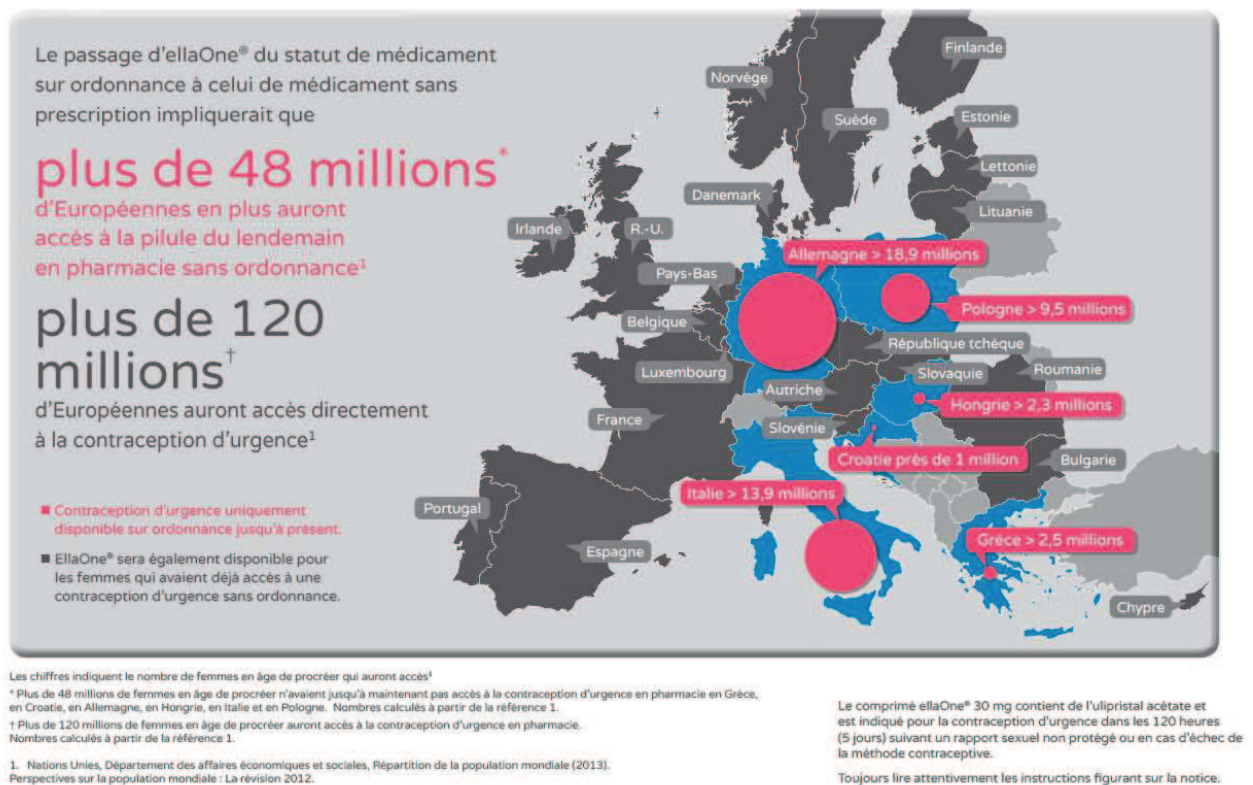 Le passage d'ellaOne® du statut de médicament
sur ordonnance à celui de médicament sans
prescription impliquerait que
plus de 48 millions*
d'Européennes en plus auront
accès à la pilule du lendemain
en pharmacie sans ordonnance¹
plus de 120
millions†
d'Européennes auront accès directement
à la contraception d'urgence¹
■ Contraception d'urgence uniquement
disponible sur ordonnance jusqu'à présent.
■ EllaOne® sera également disponible pour
les femmes qui avaient déjà accès à une
contraception d'urgence sans ordonnance.
Finlande
Norvège
Suède
Estonie
Lettonie
Danemark
Lituanie
Irlande
R.-U.
Allemagne > 18,9 millions
Pays-Bas
Pologne > 9,5 millions
Belgique
République tchèque
Luxembourg
Slovaquie
Roumanie
Autriche
Hongrie > 2,3 millions
France
Slovénie
Croatie près de 1 million
Bulgarie
Italie > 13,9 millions
Portugal
Espagne
Grèce > 2,5 millions
Chypre
Les chiffres indiquent le nombre de femmes en âge de procréer qui auront accès¹
* Plus de 48 millions de femmes en âge de procréer n'avaient jusqu'à maintenant pas accès à la contraception d'urgence en pharmacie en Grèce,
en Croatie, en Allemagne, en Hongrie, en Italie et en Pologne. Nombres calculés à partir de la référence 1.
† Plus de 120 millions de femmes en âge de procréer auront accès à la contraception d'urgence en pharmacie.
Nombres calculés à partir de la référence 1.
1. Nations Unies, Département des affaires économiques et sociales, Répartition de la population mondiale (2013).
Perspectives sur la population mondiale : La révision 2012.
Le comprimé ellaOne® 30 mg contient de l'ulipristal acétate et
est indiqué pour la contraception d'urgence dans les 120 heures
(5 jours) suivant un rapport sexuel non protégé ou en cas d'échec de
la méthode contraceptive.
Toujours lire attentivement les instructions figurant sur la notice.